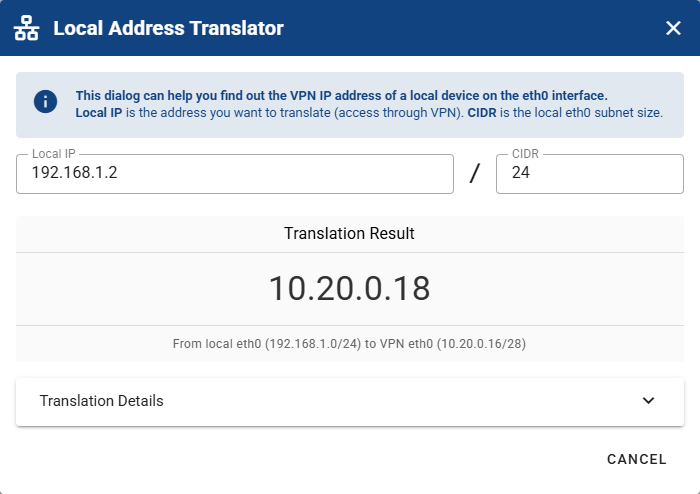 Local Address Translator
This dialog can help you find out the VPN IP address of a local device on the eth0 interface.
Local IP is the address you want to translate (access through VPN). CIDR is the local eth0 subnet size.
Local IP
192.168.1.2
/
CIDR
24
Translation Result
10.20.0.18
From local eth0 (192.168.1.0/24) to VPN eth0 (10.20.0.16/28)
Translation Details
CANCEL